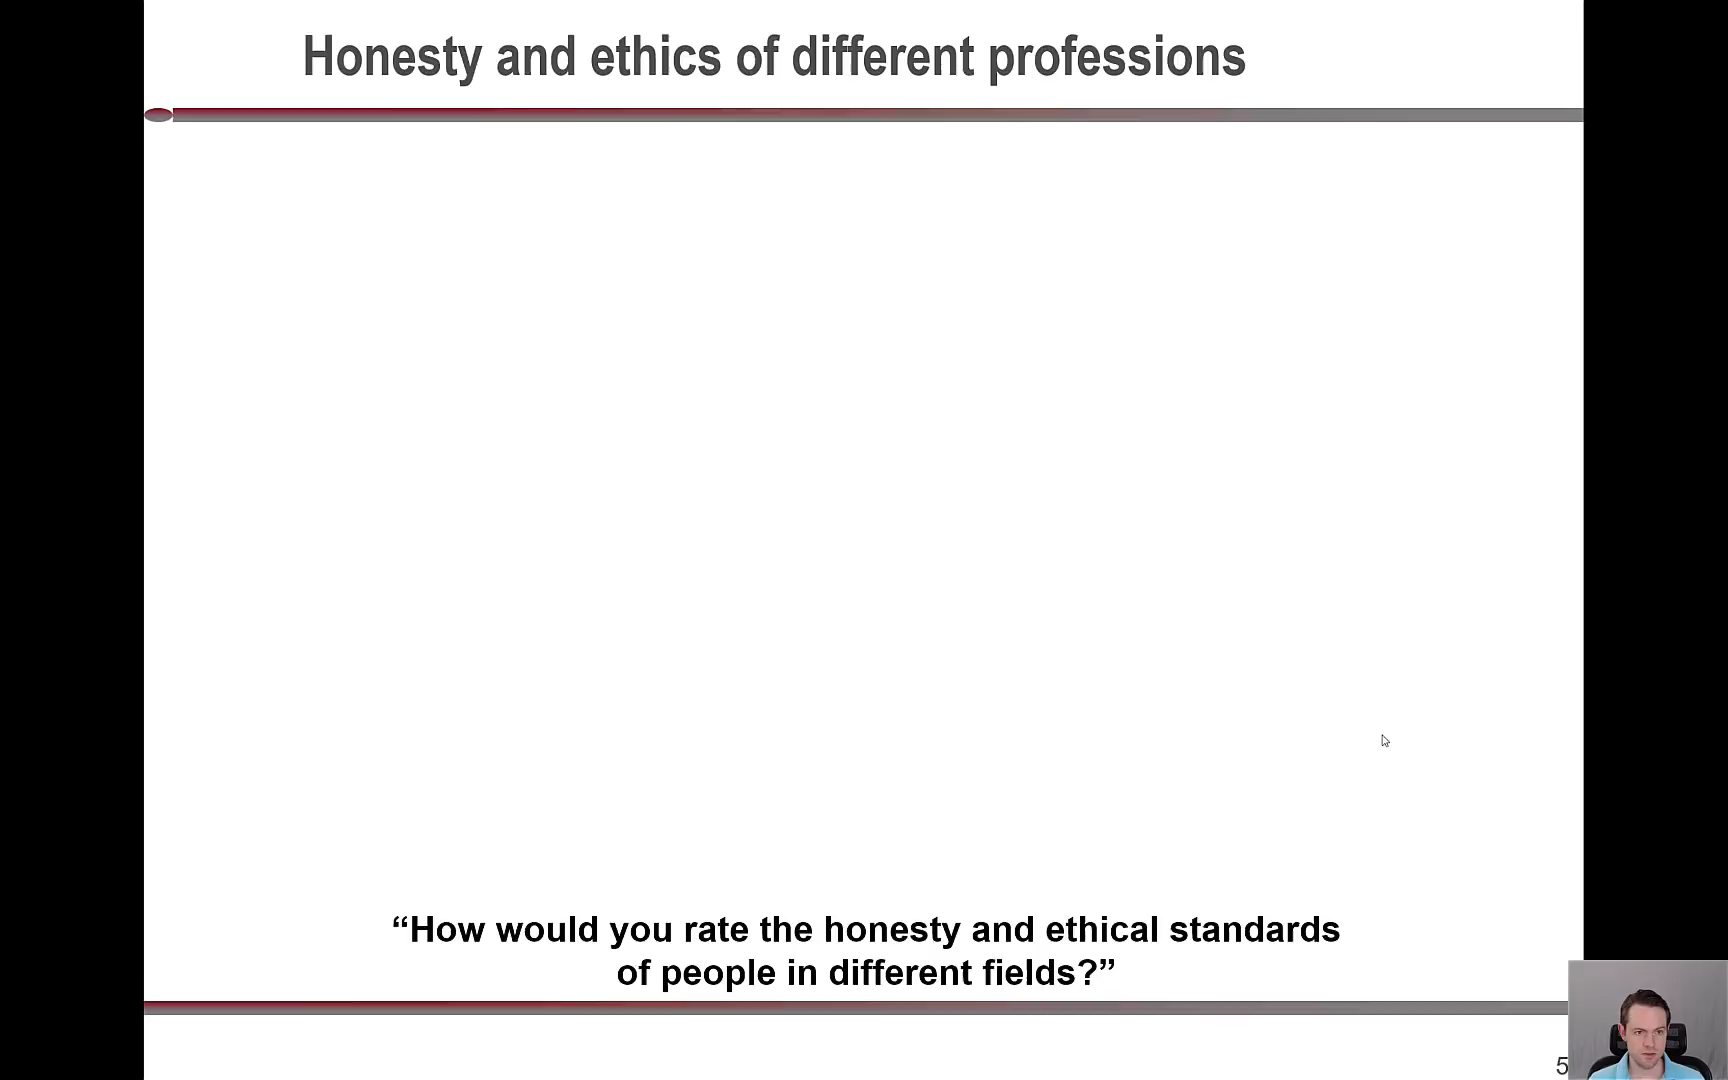 Honesty and ethics of different professions
“How would you rate the honesty and ethical standards
of people in different fields?”
5